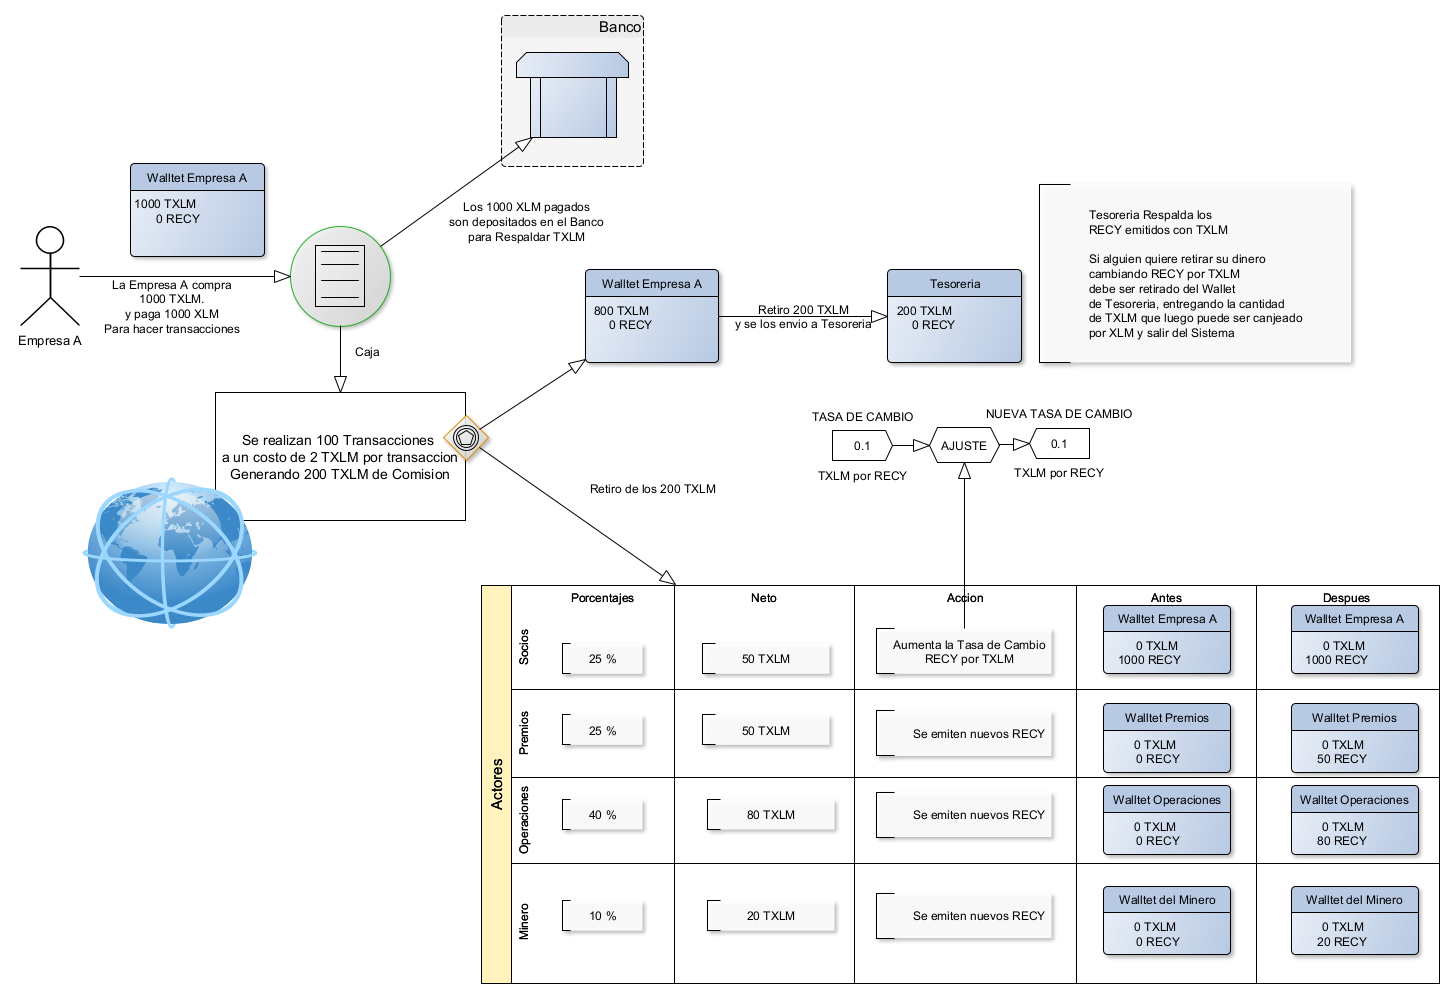 Banco
Walltet Empresa A
1000 TXLM
0 RECY
Los 1000 XLM pagados
son depositados en el Banco
para Respaldar TXLM
Empresa A
La Empresa A compra
1000 TXLM.
y paga 1000 XLM
Para hacer transacciones
Caja
Walltet Empresa A
800 TXLM
0 RECY
Retiro 200 TXLM
y se los envio a Tesoreria
Tesoreria
200 TXLM
0 RECY
Tesoreria Respalda los
RECY emitidos con TXLM
Si alguien quiere retirar su dinero
cambiando RECY por TXLM
debe ser retirado del Wallet
de Tesoreria, entregando la cantidad
de TXLM que luego puede ser canjeado
por XLM y salir del Sistema
Se realizan 100 Transacciones
a un costo de 2 TXLM por transaccion
Generando 200 TXLM de Comision
Retiro de los 200 TXLM
TASA DE CAMBIO
0.1
TXLM por RECY
AJUSTE
NUEVA TASA DE CAMBIO
0.1
TXLM por RECY
Actores
Porcentajes
Neto
Accion
Antes
Despues
Socios
25 %
50 TXLM
Aumenta la Tasa de Cambio
RECY por TXLM
Walltet Empresa A
0 TXLM
1000 RECY
Walltet Empresa A
0 TXLM
1000 RECY
Premios
25 %
50 TXLM
Se emiten nuevos RECY
Walltet Premios
0 TXLM
0 RECY
Walltet Premios
0 TXLM
50 RECY
Operaciones
40 %
80 TXLM
Se emiten nuevos RECY
Walltet Operaciones
0 TXLM
0 RECY
Walltet Operaciones
0 TXLM
80 RECY
Minero
10 %
20 TXLM
Se emiten nuevos RECY
Walltet del Minero
0 TXLM
0 RECY
Walltet del Minero
0 TXLM
20 RECY